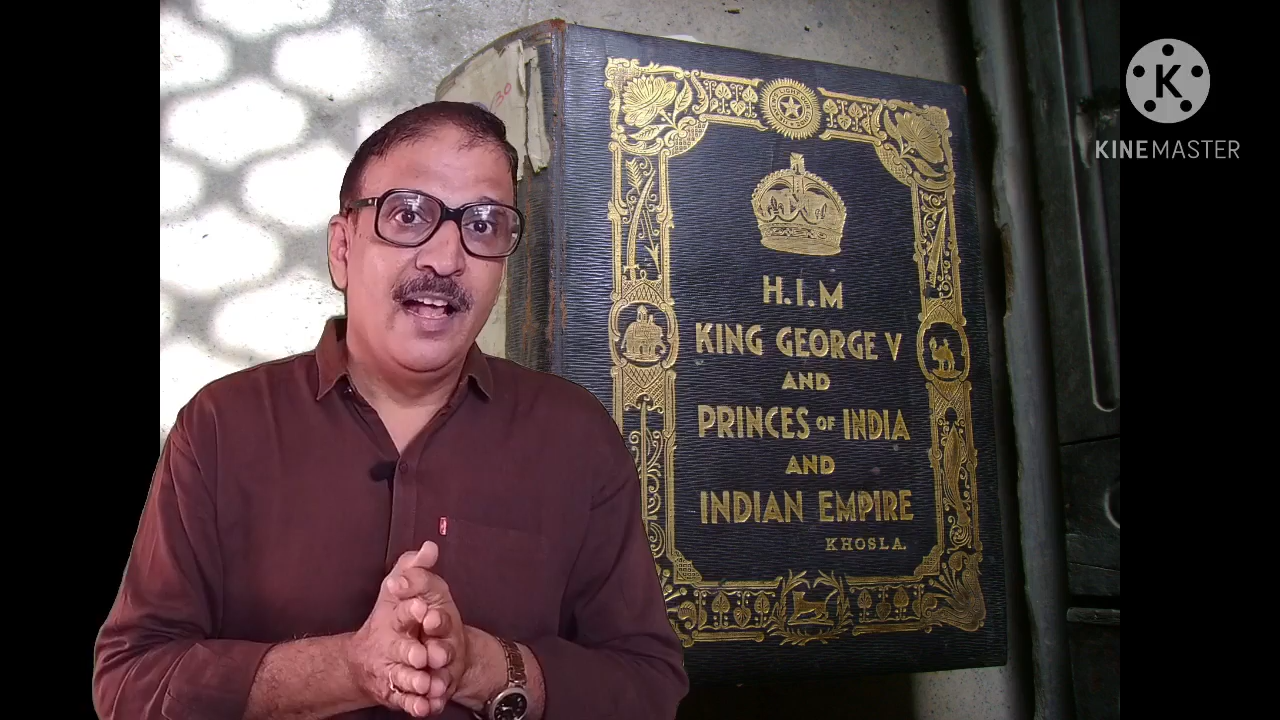 H.I.M
KING GEORGE V
AND
PRINCES OF INDIA
AND
INDIAN EMPIRE
KHOSLA.
K
KINEMASTER